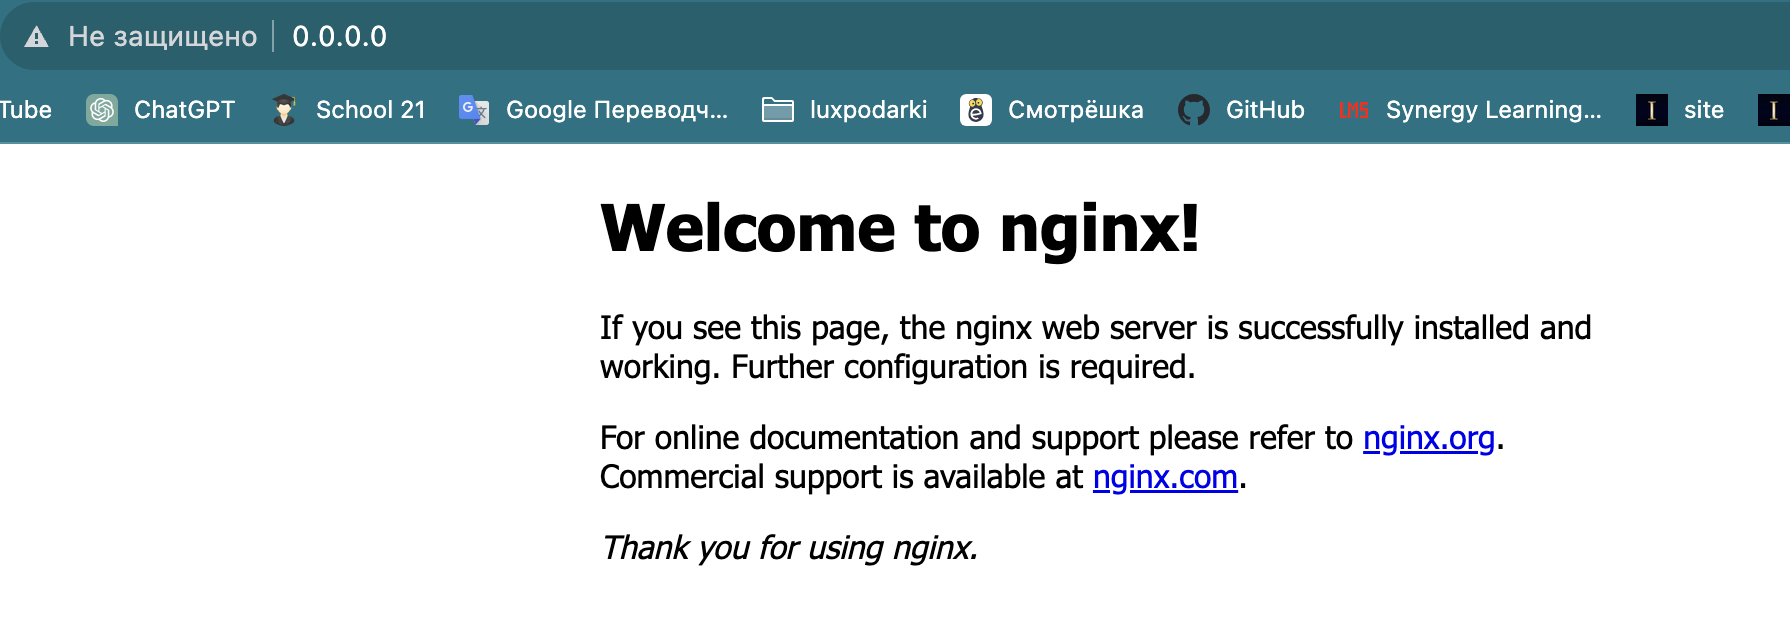 Не защищено 0.0.0.0
Tube ChatGPT School 21 Google Переводч... luxpodarki Смотрёшка GitHub LMS Synergy Learning... I site I
Welcome to nginx!
If you see this page, the nginx web server is successfully installed and
working. Further configuration is required.
For online documentation and support please refer to nginx.org.
Commercial support is available at nginx.com.
Thank you for using nginx.